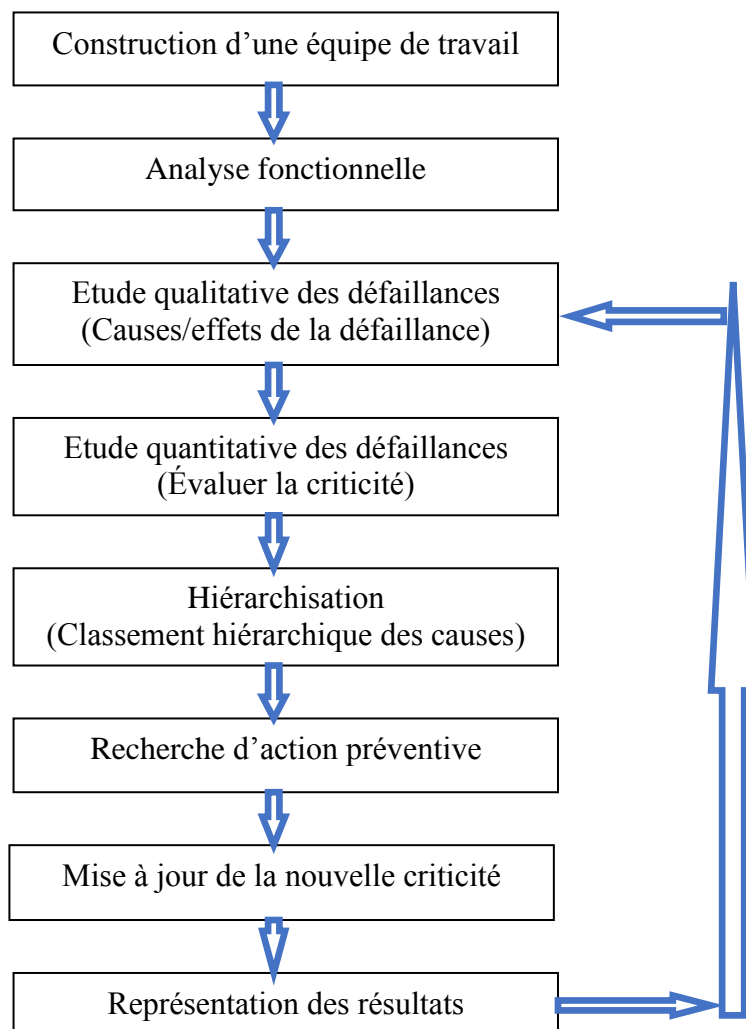 Construction d’une équipe de travail
Analyse fonctionnelle
Etude qualitative des défaillances
(Causes/effets de la défaillance)
Etude quantitative des défaillances
(Évaluer la criticité)
Hiérarchisation
(Classement hiérarchique des causes)
Recherche d’action préventive
Mise à jour de la nouvelle criticité
Représentation des résultats